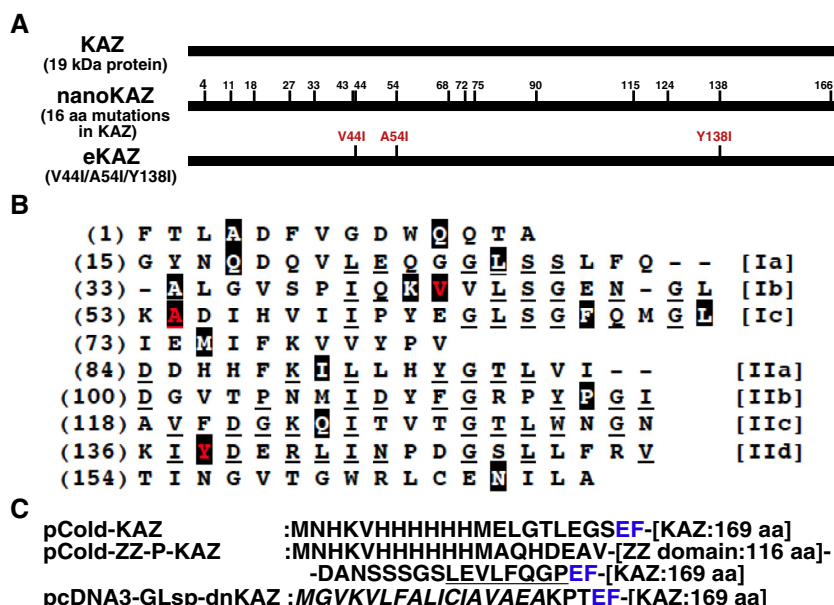 A
KAZ
(19 kDa protein)
4 11 18 27 33 43 44 54 68 72 75 90 115 124 138 166
nanoKAZ
(16 aa mutations
in KAZ)
V44I A54I Y138I
eKAZ
(V44I/A54I/Y138I)
B
(1) F T L A D F V G D W Q Q T A
(15) G Y N Q D Q V L E Q G G L S S L F Q - - [Ia]
(33) - A L G V S P I Q K V V L S G E N - G L [Ib]
(53) K A D I H V I I P Y E G L S G F Q M G L [Ic]
(73) I E M I F K V V Y P V
(84) D D H H F K I L L H Y G T L V I - - [IIa]
(100) D G V T P N M I D Y F G R P Y P G I [IIb]
(118) A V F D G K Q I T V T G T L W N G N [IIc]
(136) K I Y D E R L I N P D G S L L F R V [IId]
(154) T I N G V T G W R L C E N I L A
C
pCold-KAZ :MNHKVHHHHHHMELGTLEGSEF-[KAZ:169 aa]
pCold-ZZ-P-KAZ :MNHKVHHHHHHMAQHDEAV-[ZZ domain:116 aa]-
-DANSSSGSLEVLFQGPEF-[KAZ:169 aa]
pcDNA3-GLsp-dnKAZ :MGVKVLFALICIAVAEAKPTEF-[KAZ:169 aa]